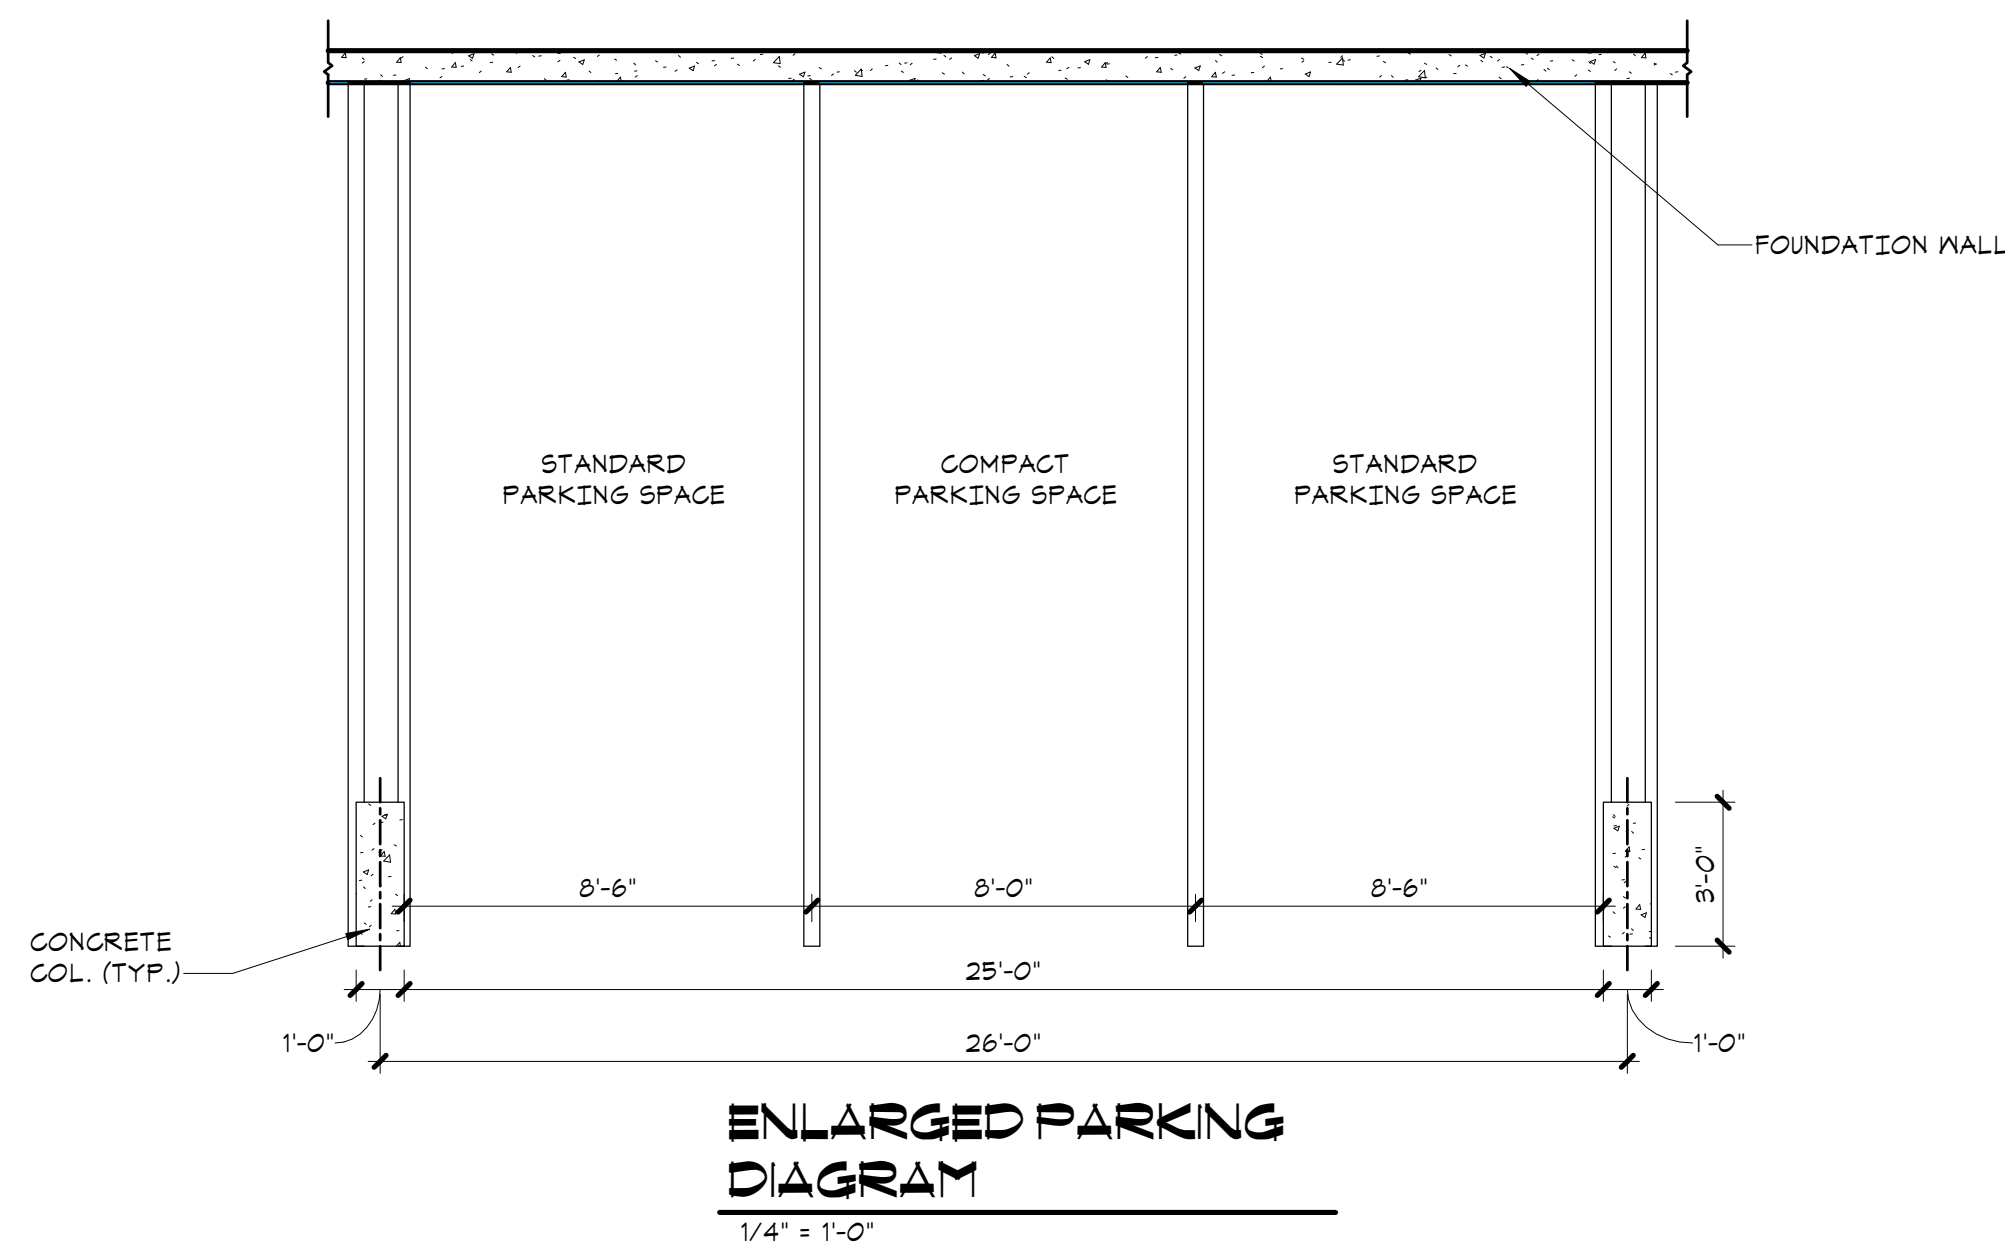 FOUNDATION WALL
STANDARD
PARKING SPACE
COMPACT
PARKING SPACE
STANDARD
PARKING SPACE
3'-0"
8'-6"
8'-0"
8'-6"
CONCRETE
COL. (TYP.)
25'-0"
1'-0"
26'-0"
1'-0"
ENLARGED PARKING
DIAGRAM
1/4" = 1'-0"